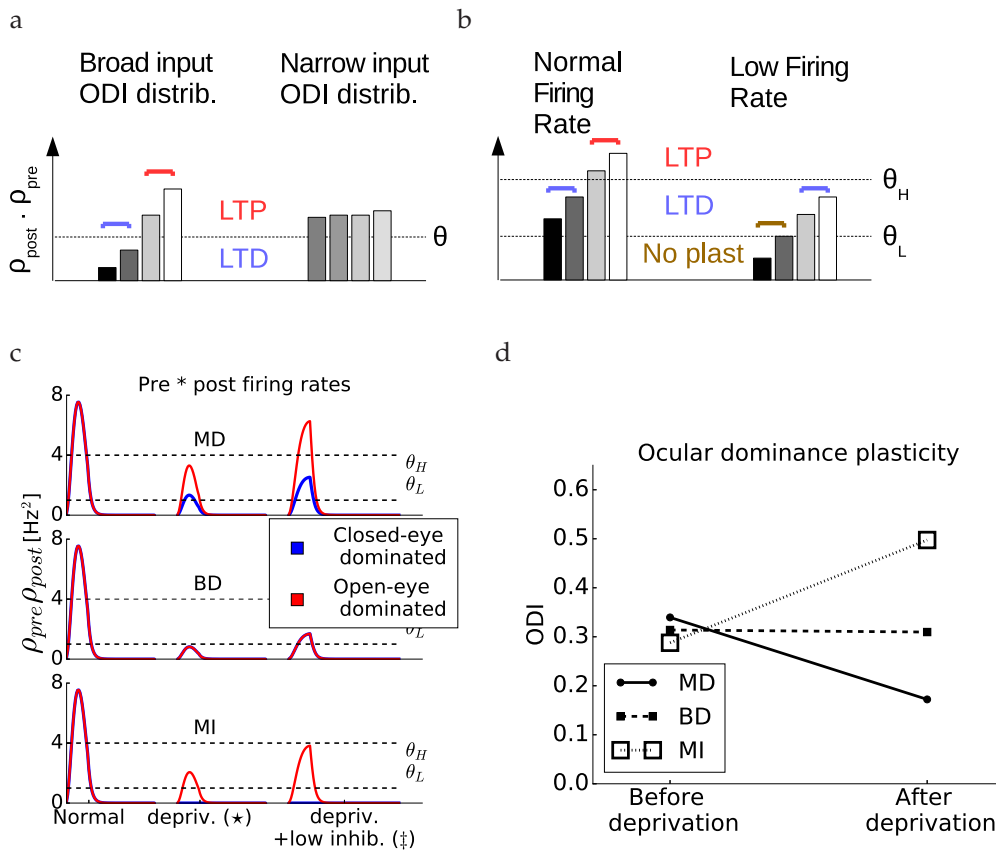 a
Broad input
ODI distrib.
Narrow input
ODI distrib.
ρpost . ρpre
LTP
LTD
θ
b
Normal
Firing
Rate
Low Firing
Rate
LTP
LTD
No plast
θH
θL
c
Pre * post firing rates
ρpreρpost [Hz2]
8
4
0
MD
θH
θL
8
4
0
BD
θL
Closed-eye
dominated
Open-eye
dominated
8
4
0
MI
θH
θL
Normal
depriv. (⋆)
depriv.
+low inhib. (‡)
d
Ocular dominance plasticity
ODI
0.6
0.5
0.4
0.3
0.2
0.1
0.0
MD
BD
MI
Before
deprivation
After
deprivation